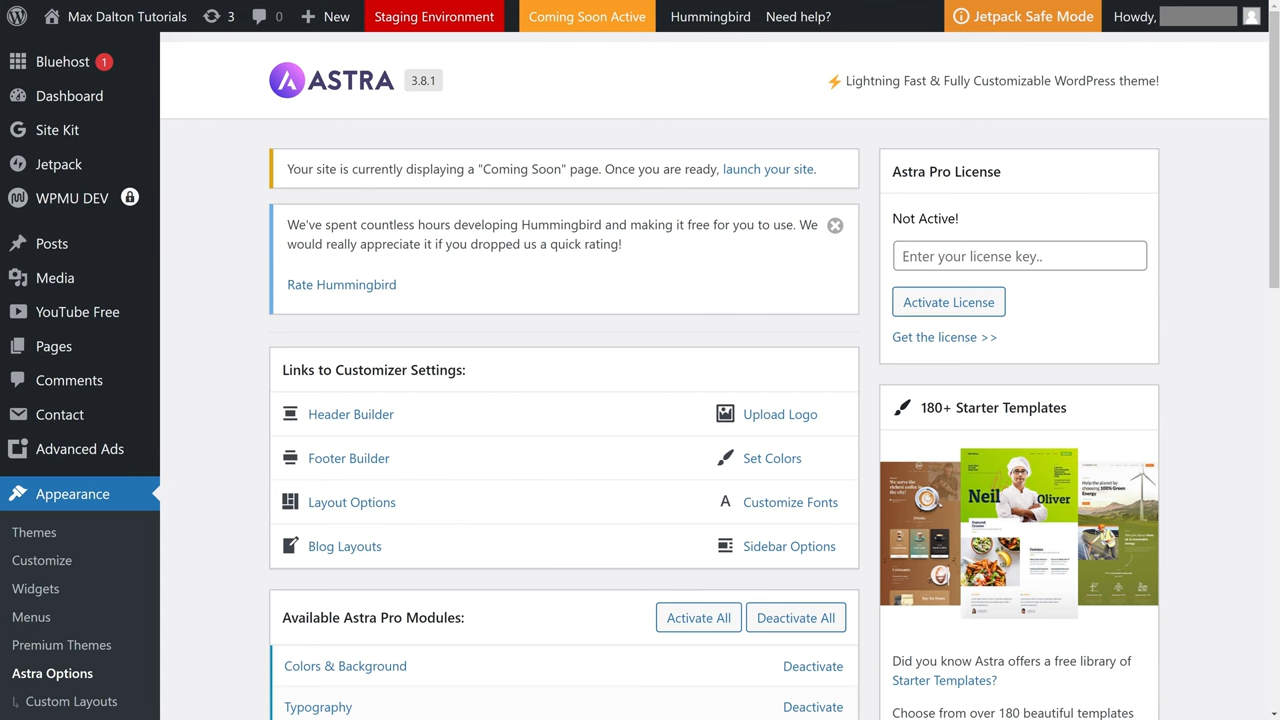 Max Dalton Tutorials
3
0
New
Staging Environment
Coming Soon Active
Hummingbird
Need help?
Jetpack Safe Mode
Howdy,
Bluehost 1
Dashboard
Site Kit
Jetpack
WPMU DEV
Posts
Media
YouTube Free
Pages
Comments
Contact
Advanced Ads
Appearance
Themes
Customize
Widgets
Menus
Premium Themes
Astra Options
Custom Layouts
ASTRA 3.8.1
⚡ Lightning Fast & Fully Customizable WordPress theme!
Your site is currently displaying a "Coming Soon" page. Once you are ready, launch your site.
We've spent countless hours developing Hummingbird and making it free for you to use. We
would really appreciate it if you dropped us a quick rating!
Rate Hummingbird
Links to Customizer Settings:
Header Builder
Upload Logo
Footer Builder
Set Colors
Layout Options
A Customize Fonts
Blog Layouts
Sidebar Options
Available Astra Pro Modules:
Activate All
Deactivate All
Colors & Background
Deactivate
Typography
Deactivate
Astra Pro License
Not Active!
Enter your license key..
Activate License
Get the license >>
180+ Starter Templates
Neil
Oliver
Did you know Astra offers a free library of
Starter Templates?
Choose from over 180 beautiful templates